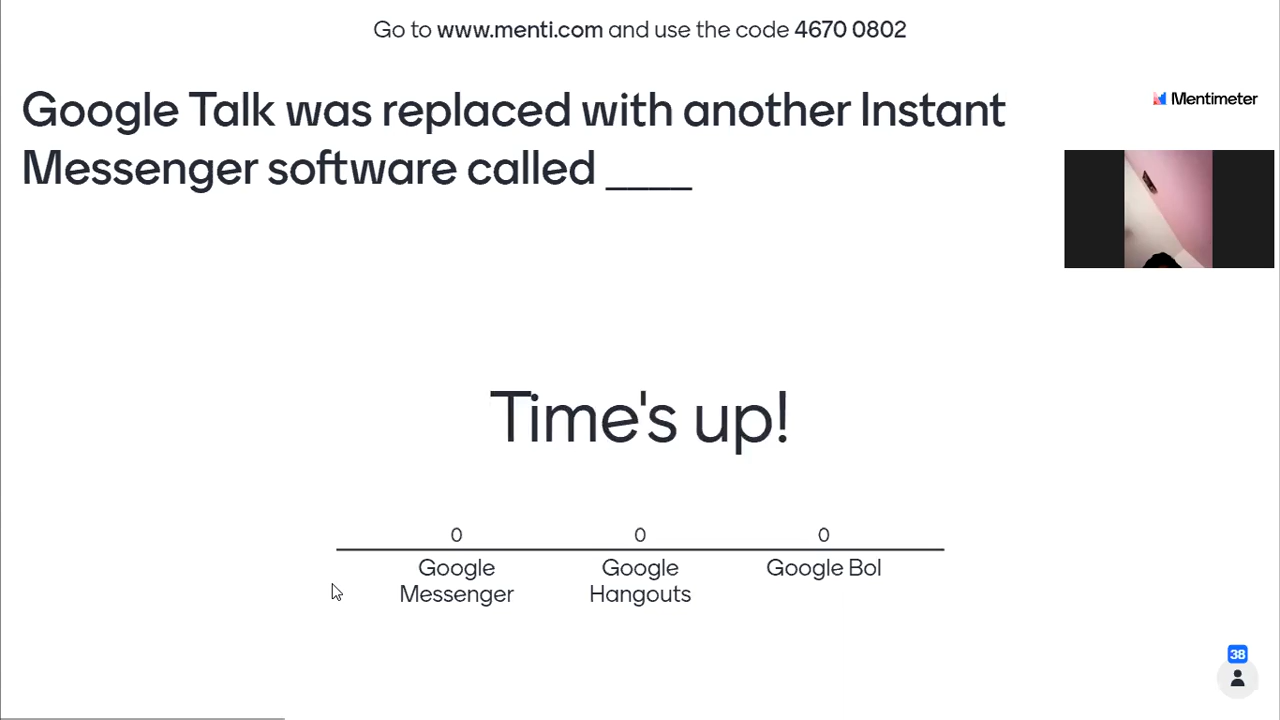 Go to www.menti.com and use the code 4670 0802
Google Talk was replaced with another Instant
Messenger software called ____
Mentimeter
Time's up!
0 0 0
Google Google Google Bol
Messenger Hangouts
38